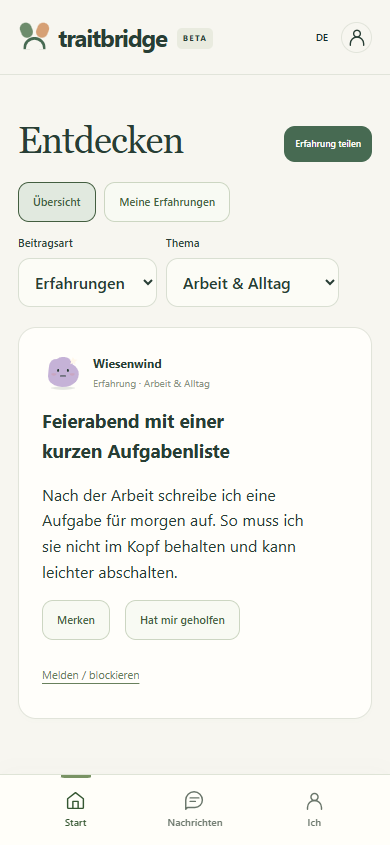 traitbridge BETA DE
Entdecken
Erfahrung teilen
Übersicht Meine Erfahrungen
Beitragsart Thema
Erfahrungen Arbeit & Alltag
Wiesenwind
Erfahrung · Arbeit & Alltag
Feierabend mit einer
kurzen Aufgabenliste
Nach der Arbeit schreibe ich eine
Aufgabe für morgen auf. So muss ich
sie nicht im Kopf behalten und kann
leichter abschalten.
Merken Hat mir geholfen
Melden / blockieren
Start Nachrichten Ich